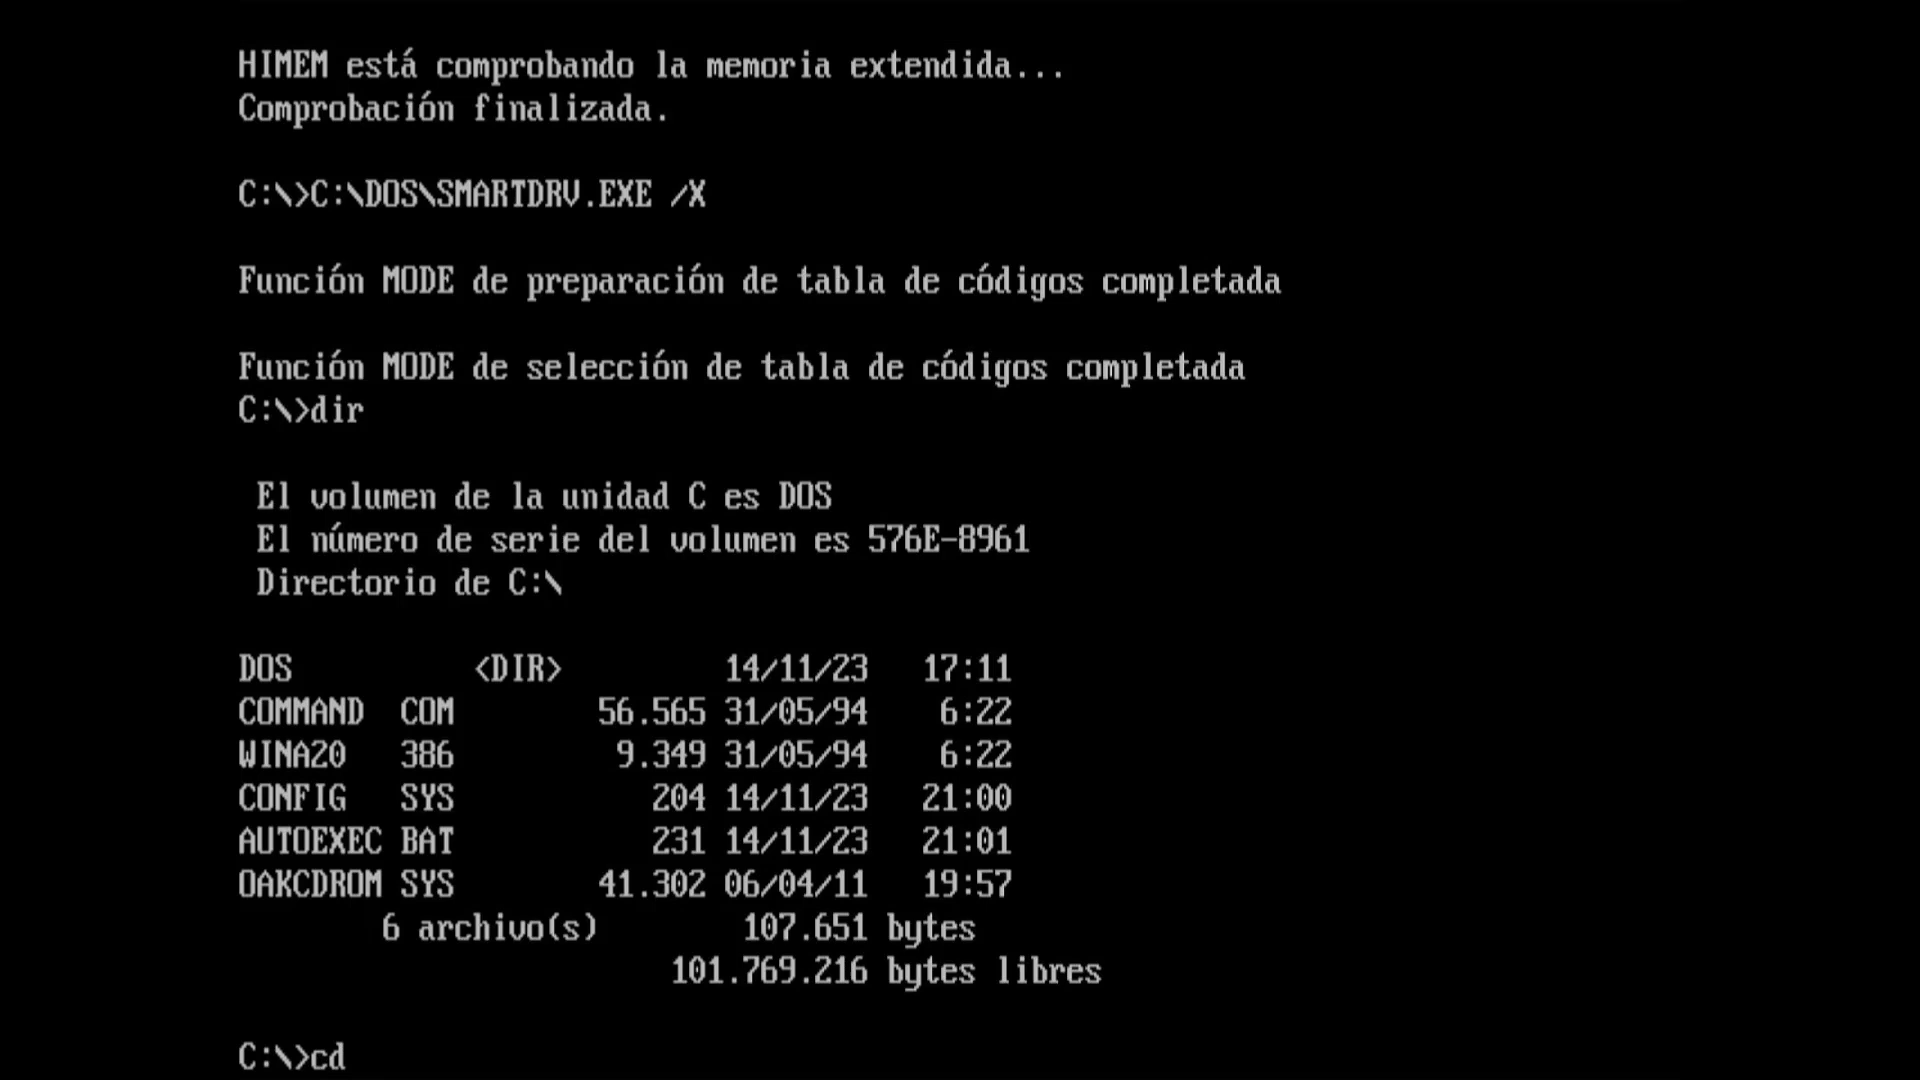 HIMEM está comprobando la memoria extendida...
Comprobación finalizada.
C:\>C:\DOS\SMARTDRV.EXE /X
Función MODE de preparación de tabla de códigos completada
Función MODE de selección de tabla de códigos completada
C:\>dir
El volumen de la unidad C es DOS
El número de serie del volumen es 576E-8961
Directorio de C:\
DOS <DIR> 14/11/23 17:11
COMMAND COM 56.565 31/05/94 6:22
WINA20 386 9.349 31/05/94 6:22
CONFIG SYS 204 14/11/23 21:00
AUTOEXEC BAT 231 14/11/23 21:01
OAKCDROM SYS 41.302 06/04/11 19:57
6 archivo(s) 107.651 bytes
101.769.216 bytes libres
C:\>cd